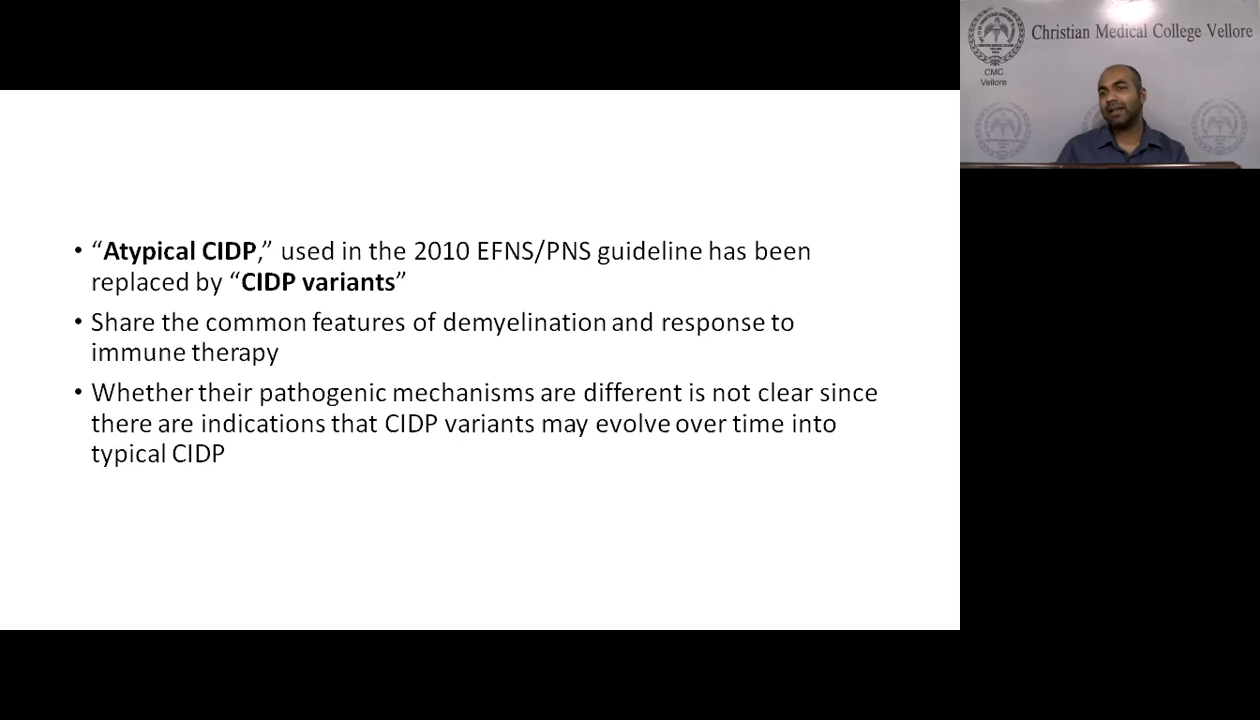 • “Atypical CIDP,” used in the 2010 EFNS/PNS guideline has been
replaced by “CIDP variants”
• Share the common features of demyelination and response to
immune therapy
• Whether their pathogenic mechanisms are different is not clear since
there are indications that CIDP variants may evolve over time into
typical CIDP
Christian Medical College Vellore
CMC
Vellore